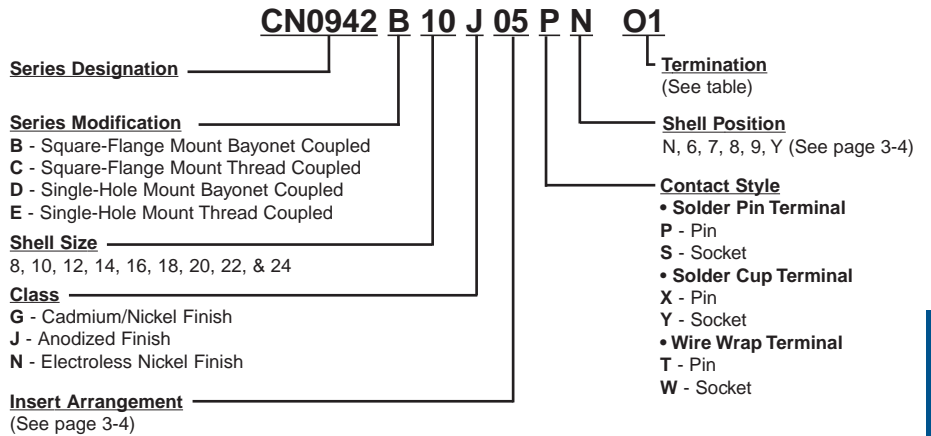 CN0942 B 10 J 05 P N O1
Series Designation
Series Modification
B - Square-Flange Mount Bayonet Coupled
C - Square-Flange Mount Thread Coupled
D - Single-Hole Mount Bayonet Coupled
E - Single-Hole Mount Thread Coupled
Shell Size
8, 10, 12, 14, 16, 18, 20, 22, & 24
Class
G - Cadmium/Nickel Finish
J - Anodized Finish
N - Electroless Nickel Finish
Insert Arrangement
(See page 3-4)
Termination
(See table)
Shell Position
N, 6, 7, 8, 9, Y (See page 3-4)
Contact Style
• Solder Pin Terminal
P - Pin
S - Socket
• Solder Cup Terminal
X - Pin
Y - Socket
• Wire Wrap Terminal
T - Pin
W - Socket